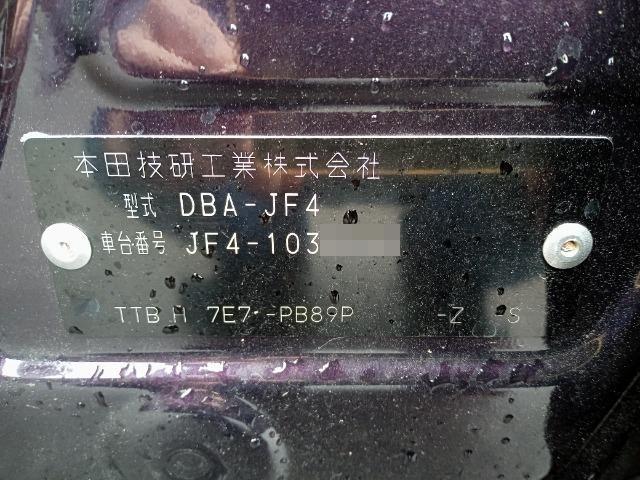 本田技研工業株式会社
型式 DBA-JF4
車台番号 JF4-103
TTB H 7E7 -PB89P -Z S